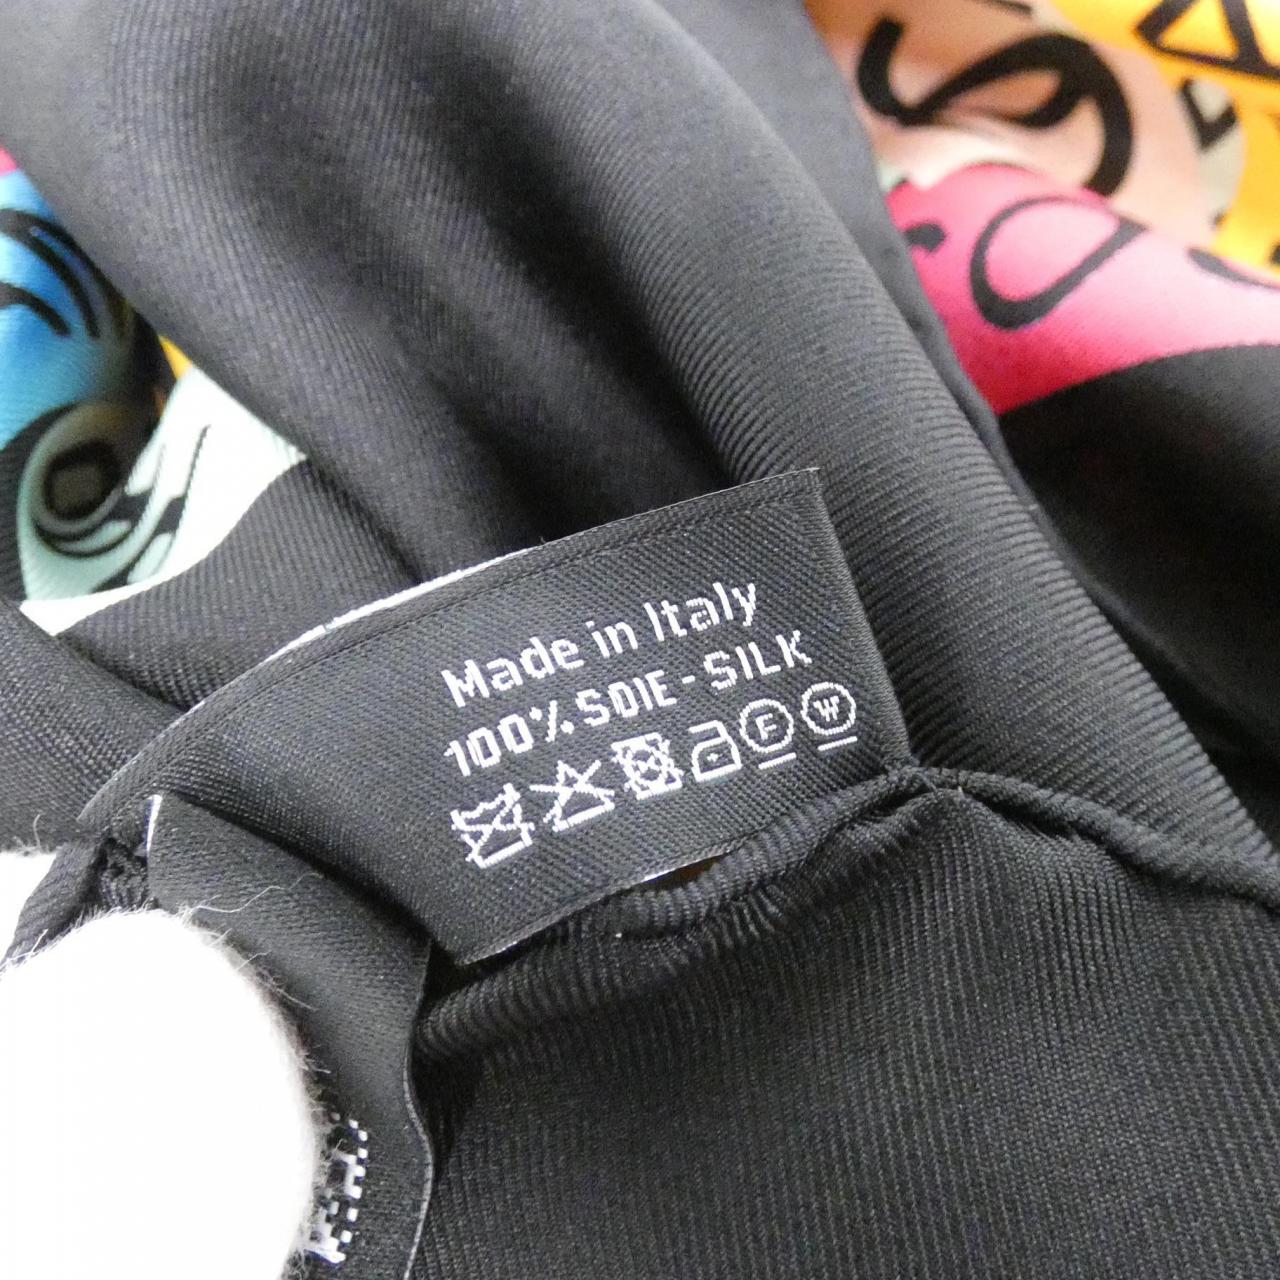 Made in Italy
100% SOIE - SILK
F W